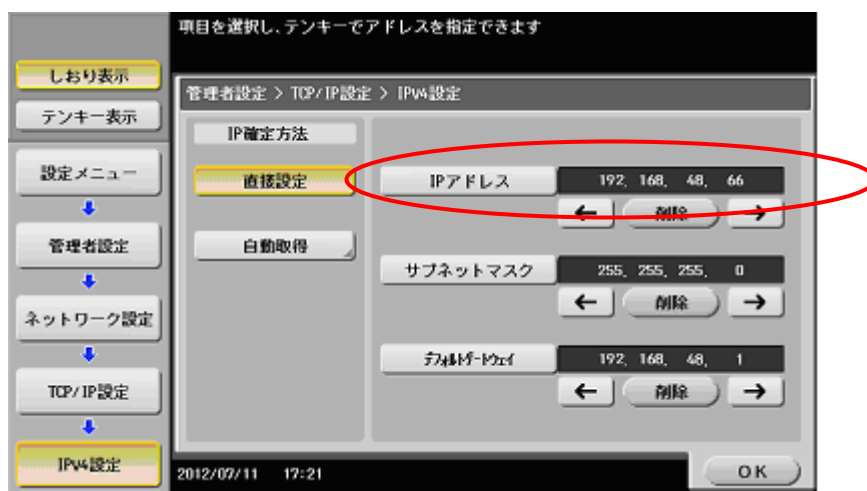 項目を選択し、テンキーでアドレスを指定できます
しおり表示
テンキー表示
設定メニュー
管理者設定
ネットワーク設定
TCP/IP設定
IPv4設定
管理者設定 > TCP/IP設定 > IPv4設定
IP確定方法
直接設定
自動取得
IPアドレス 192. 168. 48. 66
← 削除 →
サブネットマスク 255. 255. 255. 0
← 削除 →
デフォルトゲートウェイ 192. 168. 48. 1
← 削除 →
2012/07/11 17:21
OK